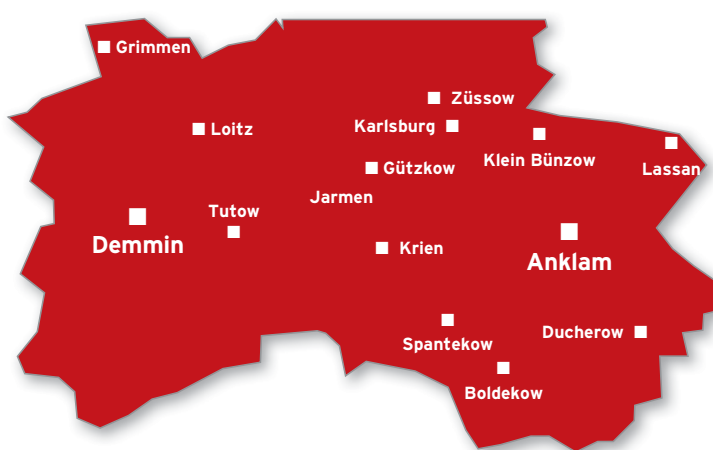 Grimmen
Züssow
Karlsburg
Loitz
Klein Bünzow
Lassan
Gützkow
Jarmen
Tutow
Demmin
Krien
Anklam
Spantekow
Ducherow
Boldekow